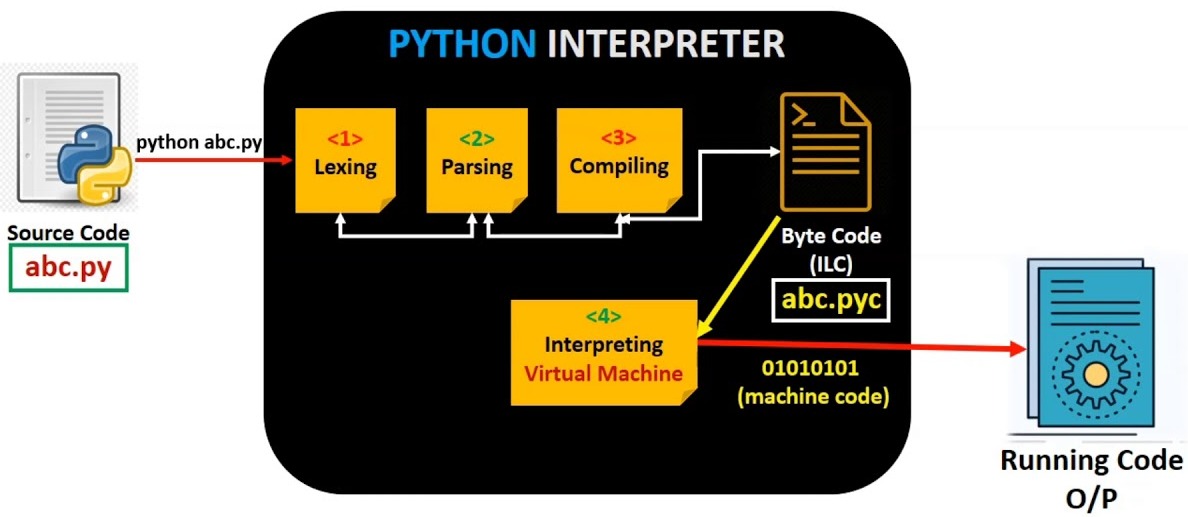 PYTHON INTERPRETER
python abc.py
<1>
Lexing
<2>
Parsing
<3>
Compiling
Source Code
abc.py
Byte Code
(ILC)
abc.pyc
<4>
Interpreting
Virtual Machine
01010101
(machine code)
Running Code
O/P